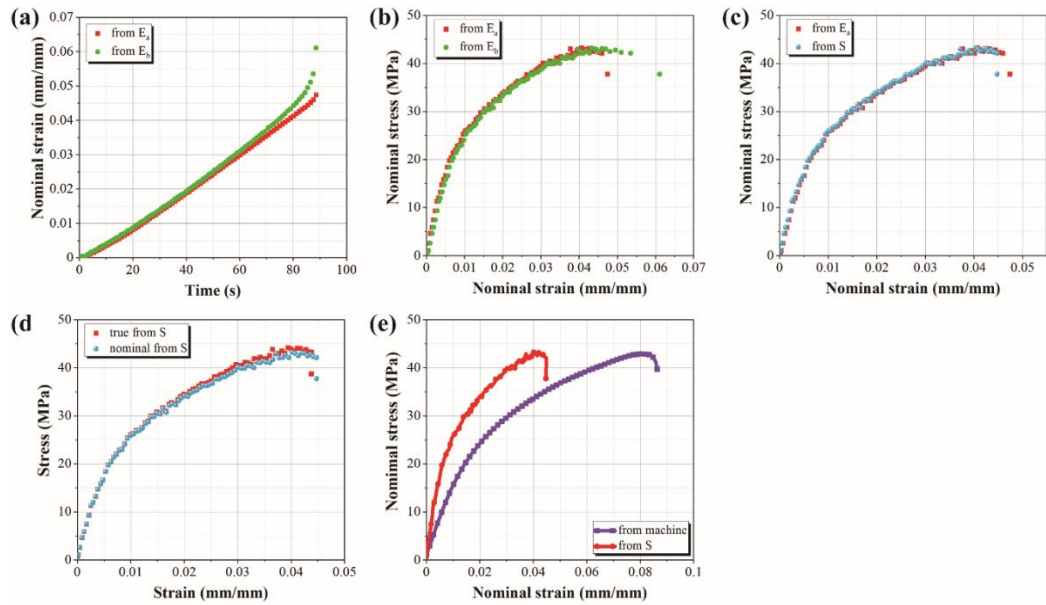 (a)
from Ea
from Eb
Nominal strain (mm/mm)
0.07
0.06
0.05
0.04
0.03
0.02
0.01
0
0 20 40 60 80 100
Time (s)
(b)
from Ea
from Eb
Nominal stress (MPa)
50
40
30
20
10
0
0.00 0.01 0.02 0.03 0.04 0.05 0.06 0.07
Nominal strain (mm/mm)
(c)
from Ea
from S
Nominal stress (MPa)
50
40
30
20
10
0
0 0.01 0.02 0.03 0.04 0.05
Nominal strain (mm/mm)
(d)
true from S
nominal from S
Stress (MPa)
50
40
30
20
10
0
0 0.01 0.02 0.03 0.04 0.05
Strain (mm/mm)
(e)
Nomimal stress (MPa)
50
40
30
20
10
0
from machine
from S
0 0.02 0.04 0.06 0.08 0.1
Nominal strain (mm/mm)